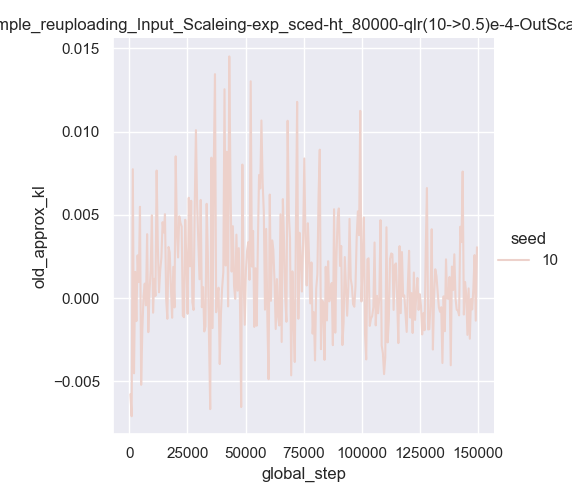 mple_reuploading_Input_Scaleing-exp_sced-ht_80000-qlr(10->0.5)e-4-OutSca
0.015
0.010
0.005
0.000
−0.005
old_approx_kl
0 25000 50000 75000 100000 125000 150000
global_step
seed
10